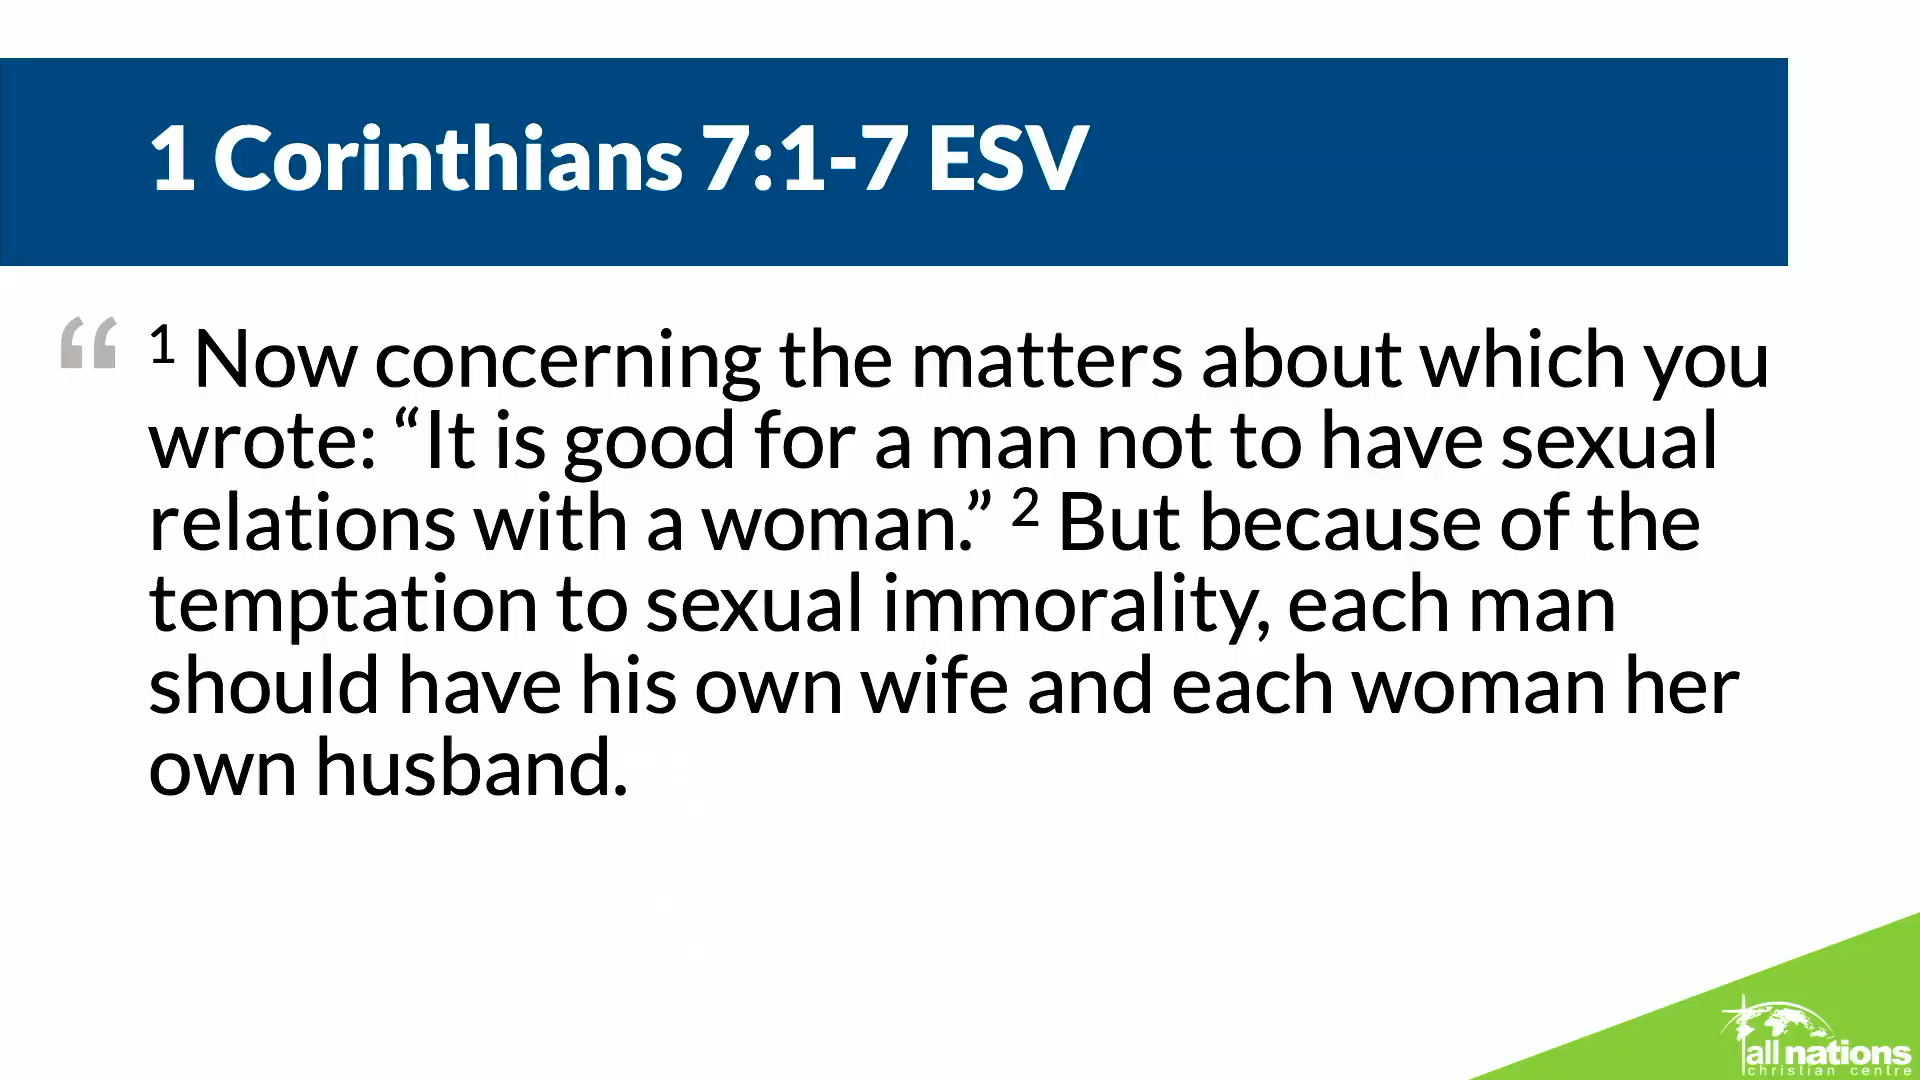 1 Corinthians 7:1-7 ESV
“ 1 Now concerning the matters about which you
wrote: “It is good for a man not to have sexual
relations with a woman.” 2 But because of the
temptation to sexual immorality, each man
should have his own wife and each woman her
own husband.
all nations
christian centre